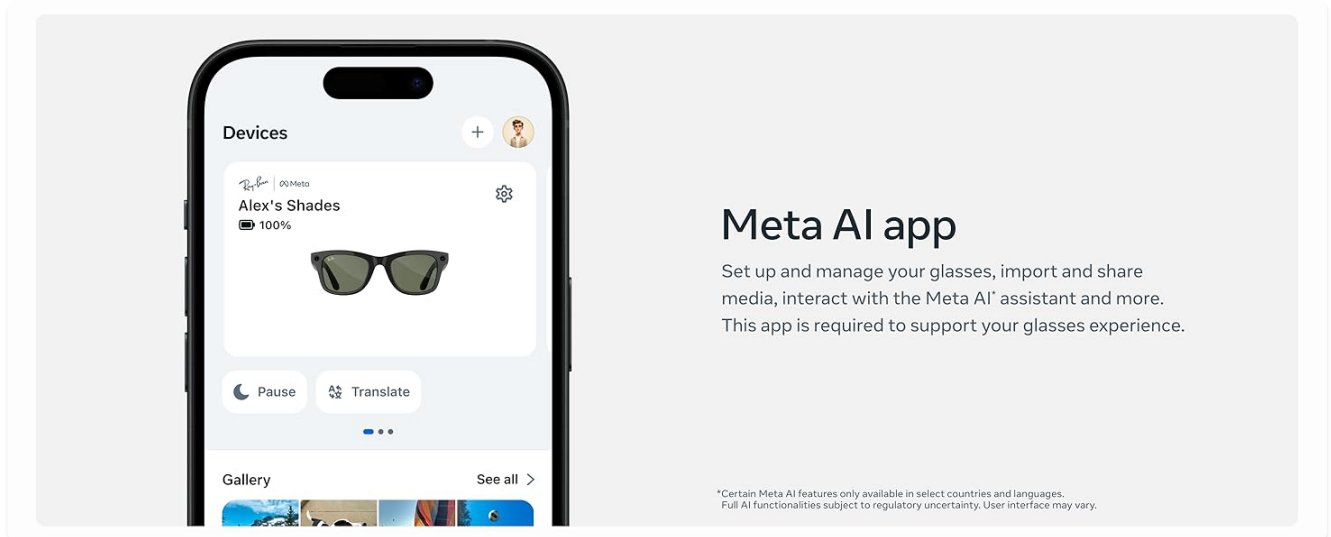 Devices
Ray-Ban | Meta
Alex's Shades
100%
Pause
Translate
Gallery
See all
Meta AI app
Set up and manage your glasses, import and share
media, interact with the Meta AI* assistant and more.
This app is required to support your glasses experience.
*Certain Meta AI features only available in select countries and languages.
Full AI functionalities subject to regulatory uncertainty. User interface may vary.